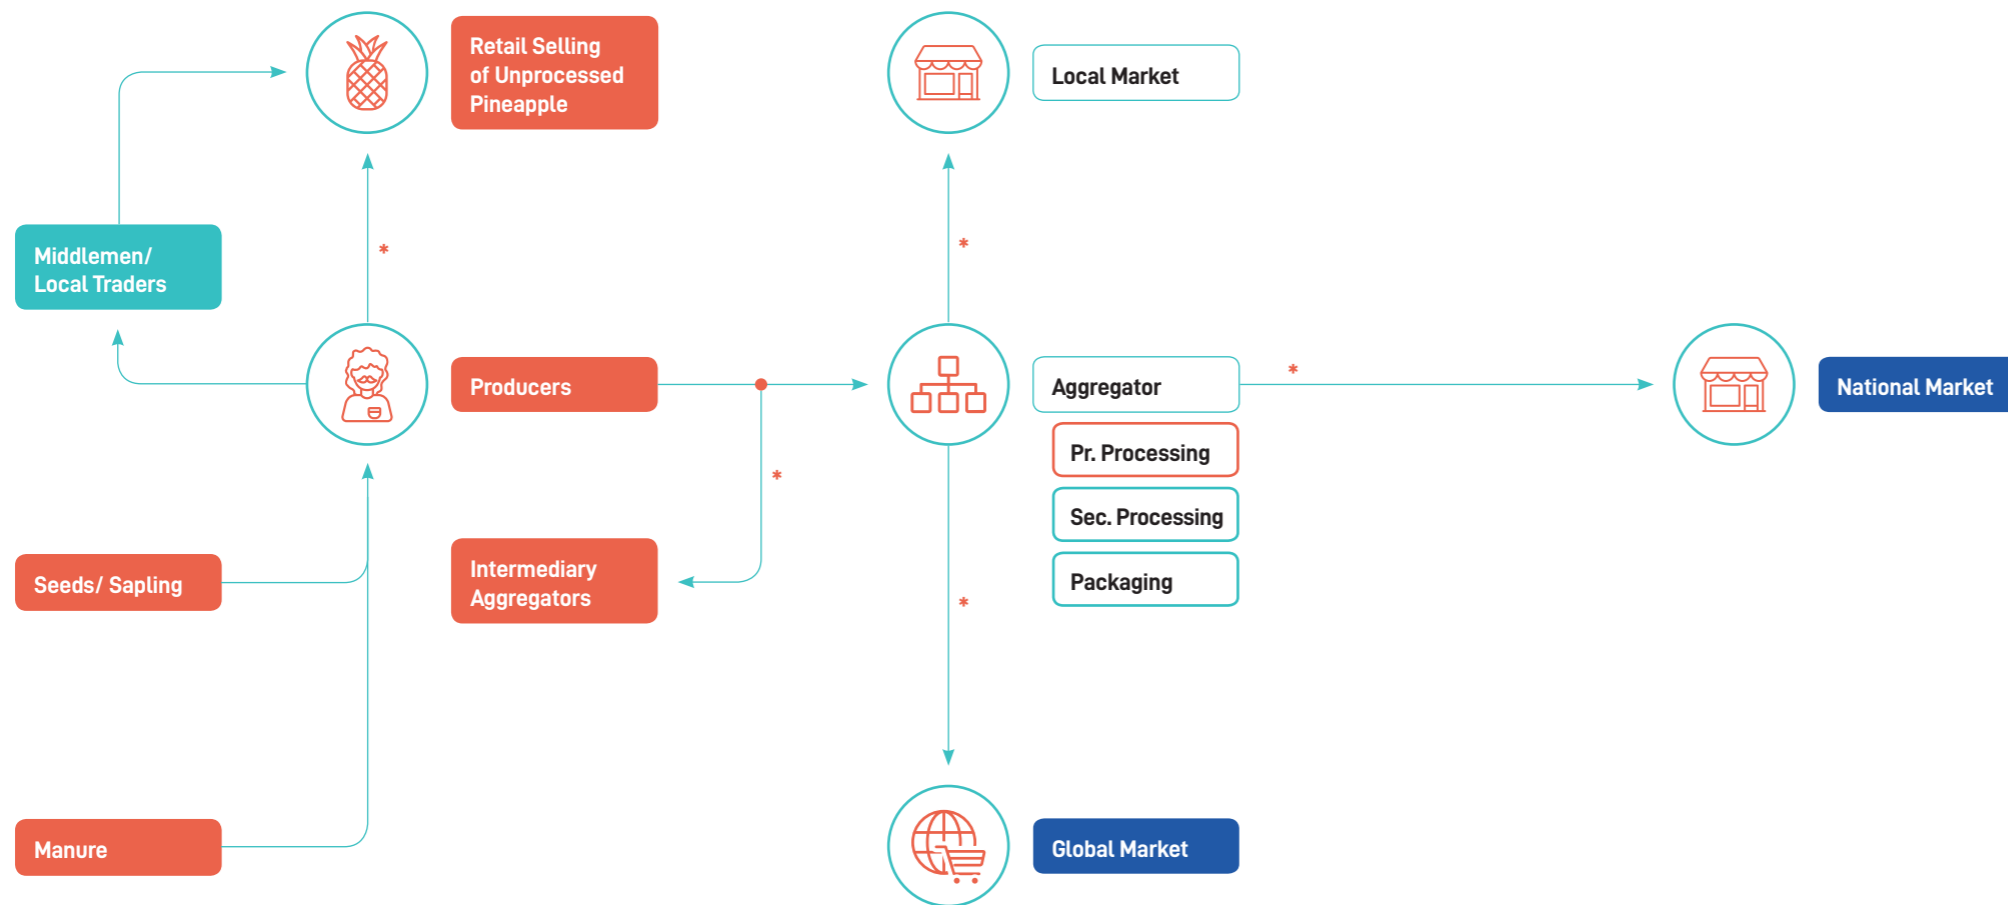 Retail Selling
of Unprocessed
Pineapple
Local Market
Middlemen/
Local Traders
*
*
Producers
Aggregator
*
National Market
Pr. Processing
*
Sec. Processing
Intermediary
Aggregators
Packaging
Seeds/ Sapling
*
Manure
Global Market